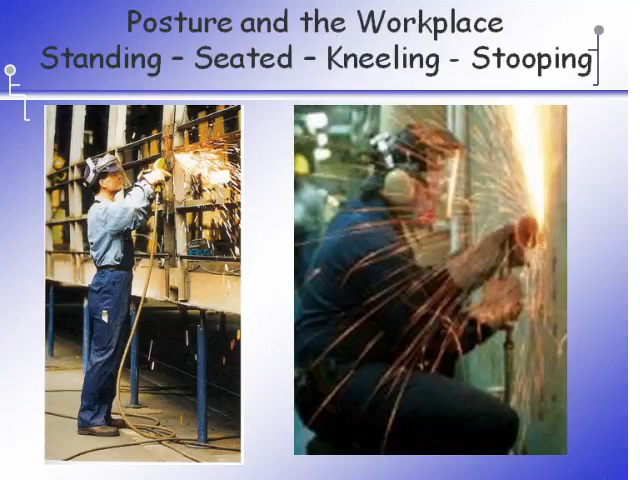 Posture and the Workplace
Standing – Seated – Kneeling - Stooping